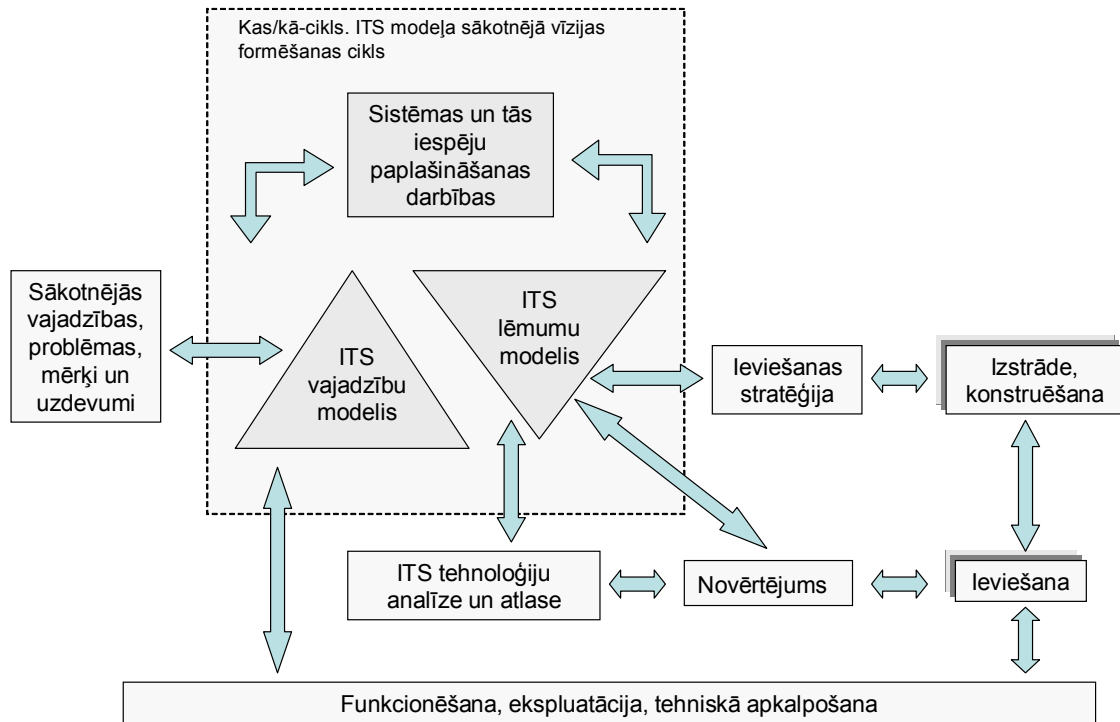 Kas/kā-cikls. ITS modeļa sākotnējā vīzijas
formēšanas cikls
Sistēmas un tās
iespēju
paplašināšanas
darbības
Sākotnējās
vajadzības,
problēmas,
mērķi un
uzdevumi
ITS
vajadzību
modelis
ITS
lēmumu
modelis
Ieviešanas
stratēģija
Izstrāde,
konstruēšana
ITS tehnoloģiju
analīze un atlase
Novērtējums
Ieviešana
Funkcionēšana, ekspluatācija, tehniskā apkalpošana